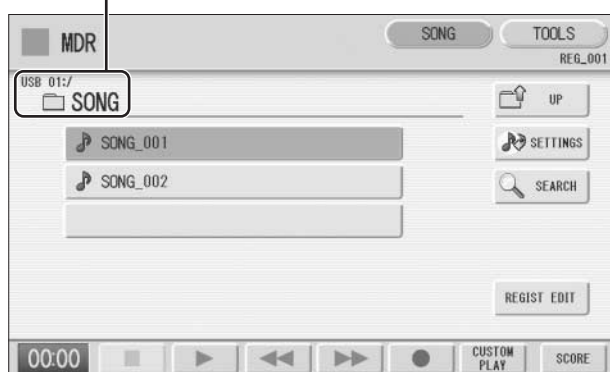 MDR
SONG
TOOLS
REG_001
USB 01:/
SONG
UP
SONG_001
SETTINGS
SONG_002
SEARCH
REGIST EDIT
00:00
CUSTOM
PLAY
SCORE